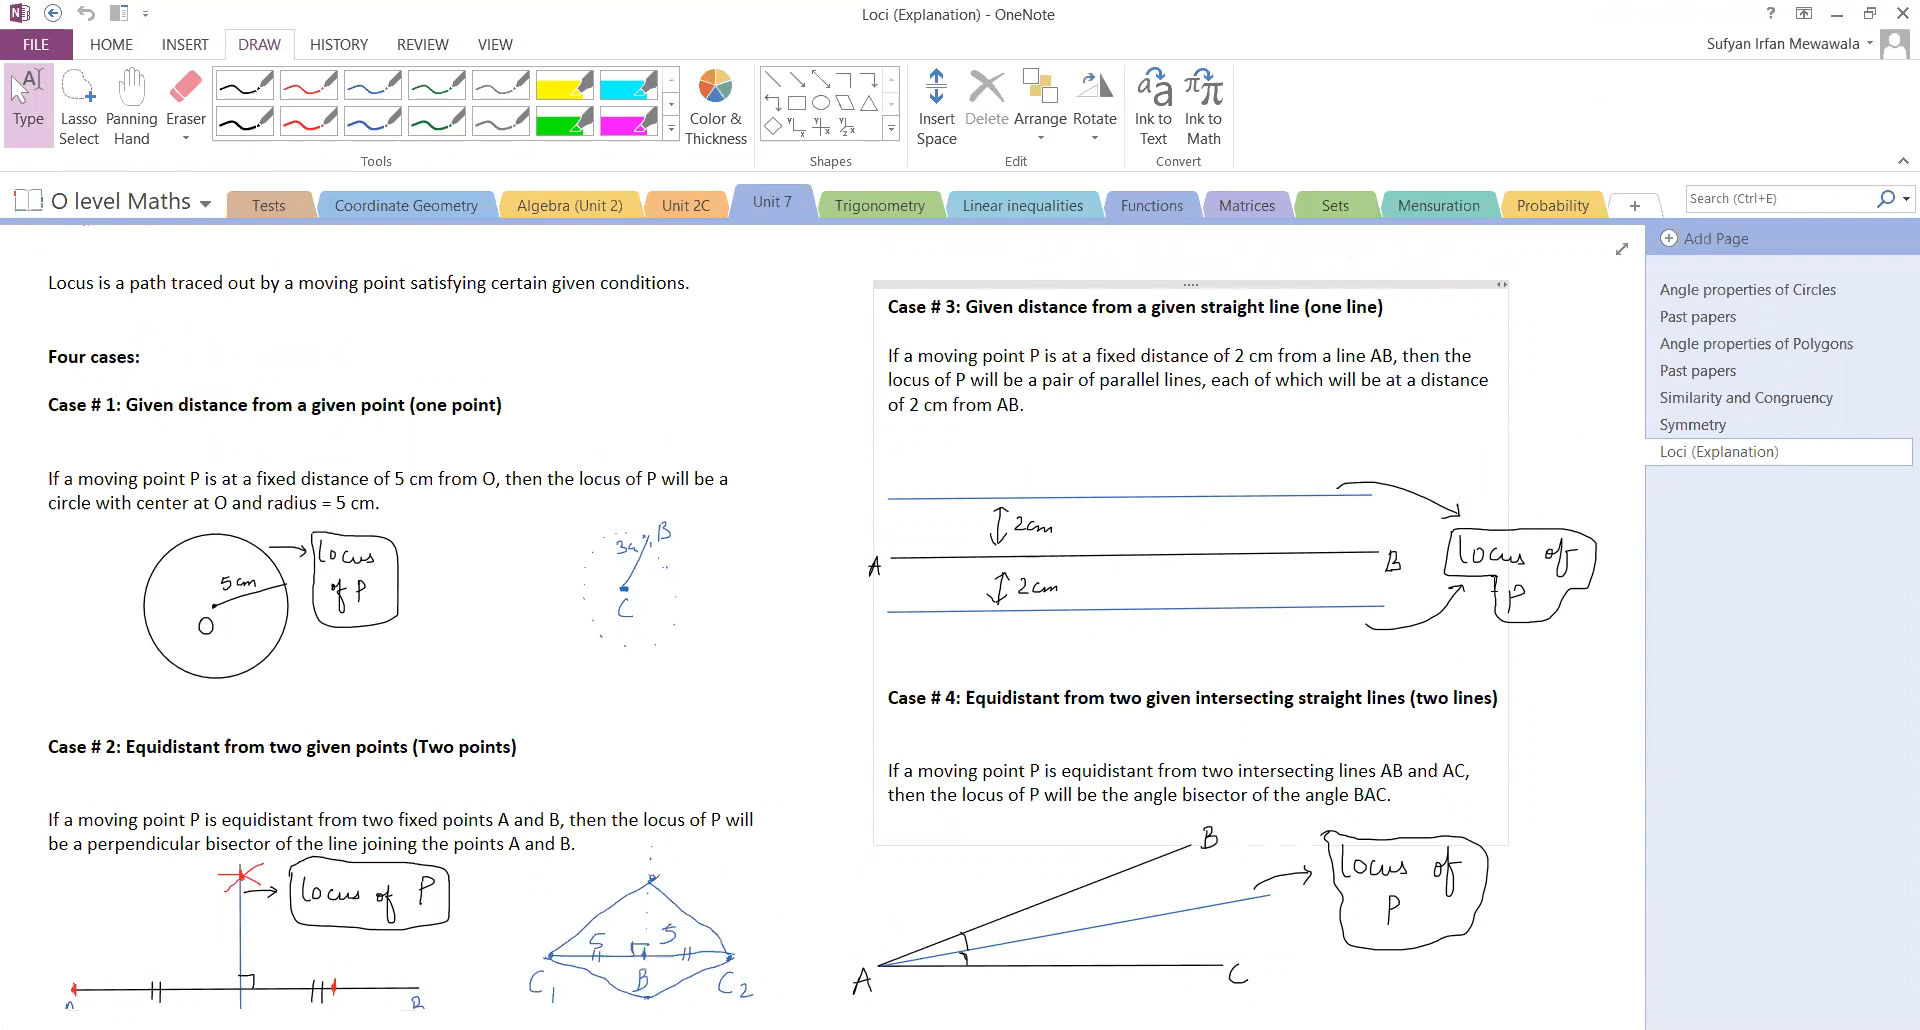 Loci (Explanation) - OneNote
?
FILE
HOME
INSERT
DRAW
HISTORY
REVIEW
VIEW
Sufyan Irfan Mewawala
Type
Lasso
Select
Panning
Hand
Eraser
Color &
Thickness
Insert
Space
Delete
Arrange
Rotate
Ink to
Text
Ink to
Math
Tools
Shapes
Edit
Convert
O level Maths
Tests
Coordinate Geometry
Algebra (Unit 2)
Unit 2C
Unit 7
Trigonometry
Linear inequalities
Functions
Matrices
Sets
Mensuration
Probability
+
Search (Ctrl+E)
Add Page
Angle properties of Circles
Past papers
Angle properties of Polygons
Past papers
Similarity and Congruency
Symmetry
Loci (Explanation)
Locus is a path traced out by a moving point satisfying certain given conditions.
Four cases:
Case # 1: Given distance from a given point (one point)
If a moving point P is at a fixed distance of 5 cm from O, then the locus of P will be a
circle with center at O and radius = 5 cm.
5cm
O
locus
of P
B
C
Case # 2: Equidistant from two given points (Two points)
If a moving point P is equidistant from two fixed points A and B, then the locus of P will
be a perpendicular bisector of the line joining the points A and B.
locus of P
5 5
C1 B C2
Case # 3: Given distance from a given straight line (one line)
If a moving point P is at a fixed distance of 2 cm from a line AB, then the
locus of P will be a pair of parallel lines, each of which will be at a distance
of 2 cm from AB.
2cm
A B
2cm
locus of
P
Case # 4: Equidistant from two given intersecting straight lines (two lines)
If a moving point P is equidistant from two intersecting lines AB and AC,
then the locus of P will be the angle bisector of the angle BAC.
B
locus of
P
A C